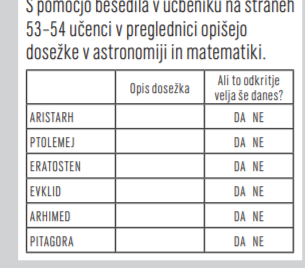 S pomočjo besedila v učbeniku na straneh
53–54 učenci v preglednici opišejo
dosežke v astronomiji in matematiki.
Opis dosežka
Ali to odkritje
velja še danes?
ARISTARH DA NE
PTOLEMEJ DA NE
ERATOSTEN DA NE
EVKLID DA NE
ARHIMED DA NE
PITAGORA DA NE